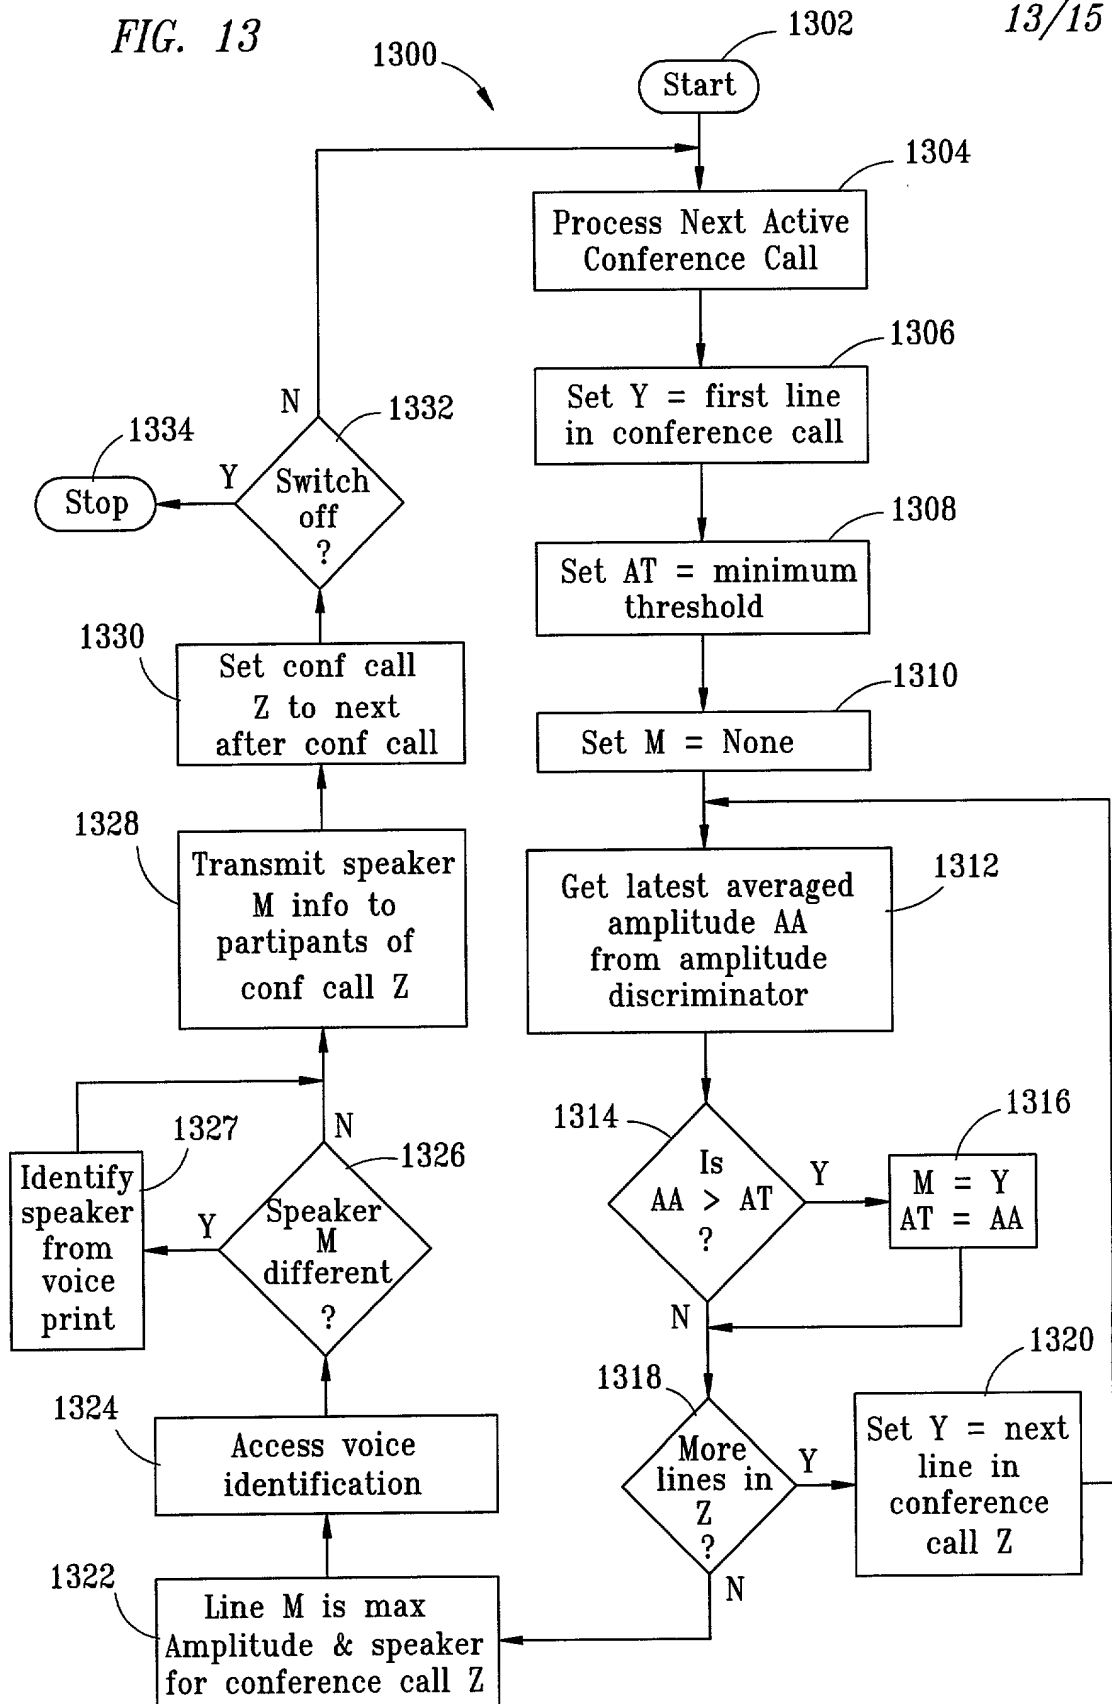 FIG. 13
13/15
1300
1302
Start
1304
Process Next Active
Conference Call
1306
Set Y = first line
in conference call
1308
Set AT = minimum
threshold
1310
Set M = None
1312
Get latest averaged
amplitude AA
from amplitude
discriminator
1314
Is
AA > AT
?
Y
N
1316
M = Y
AT = AA
1318
More
lines in
Z
?
Y
N
1320
Set Y = next
line in
conference
call Z
1322
Line M is max
Amplitude & speaker
for conference call Z
1324
Access voice
identification
1326
Speaker
M
different
?
Y
N
1327
Identify
speaker
from
voice
print
1328
Transmit speaker
M info to
partipants of
conf call Z
1330
Set conf call
Z to next
after conf call
1332
Switch
off
?
N
Y
1334
Stop